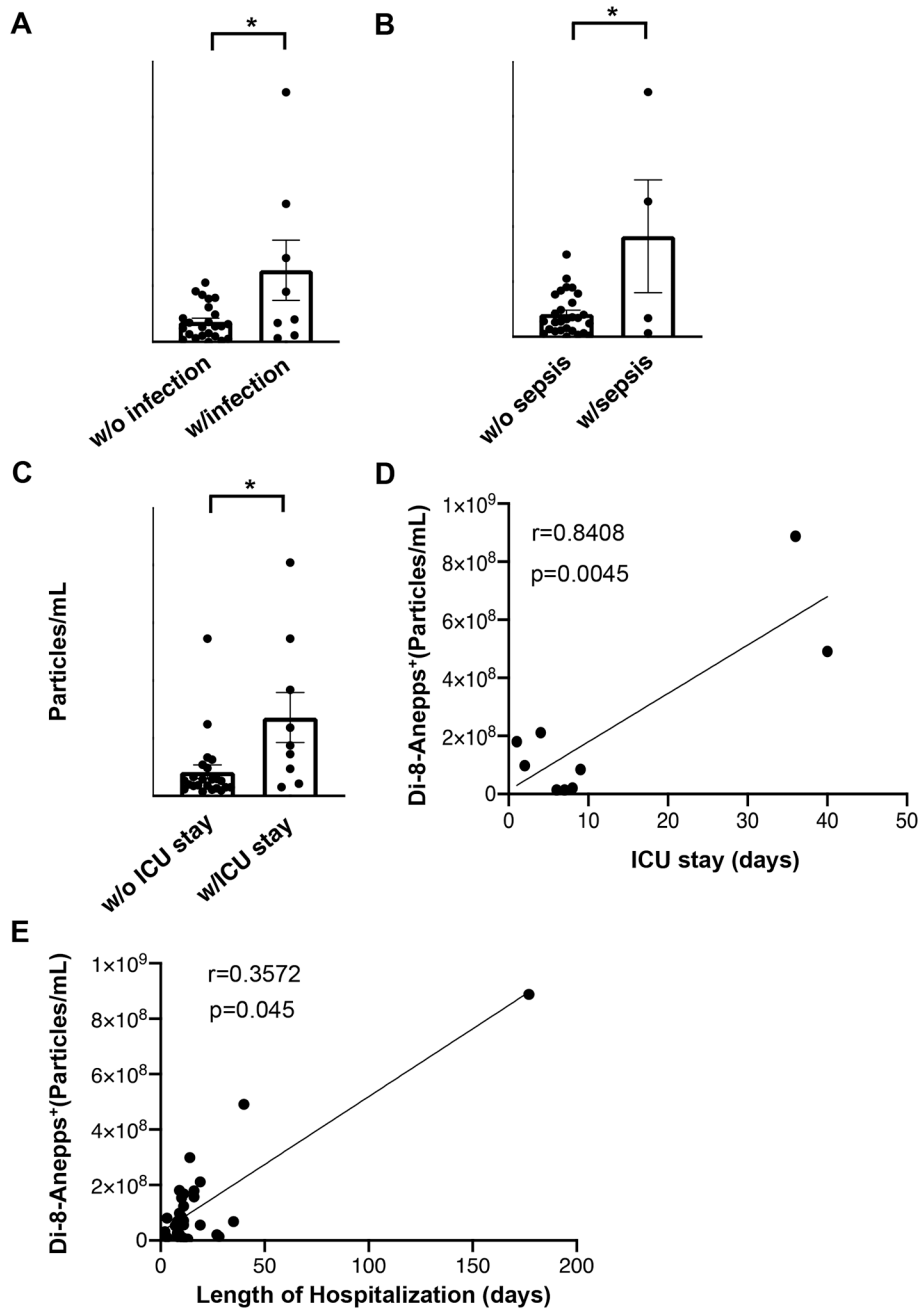 A
*
w/o infection
w/infection
B
*
w/o sepsis
w/sepsis
C
*
Particles/mL
w/o ICU stay
w/ICU stay
D
Di-8-Anepps⁺(Particles/mL)
1×10⁹
8×10⁸
6×10⁸
4×10⁸
2×10⁸
0
r=0.8408
p=0.0045
0 10 20 30 40 50
ICU stay (days)
E
Di-8-Anepps⁺(Particles/mL)
1×10⁹
8×10⁸
6×10⁸
4×10⁸
2×10⁸
0
r=0.3572
p=0.045
0 50 100 150 200
Length of Hospitalization (days)